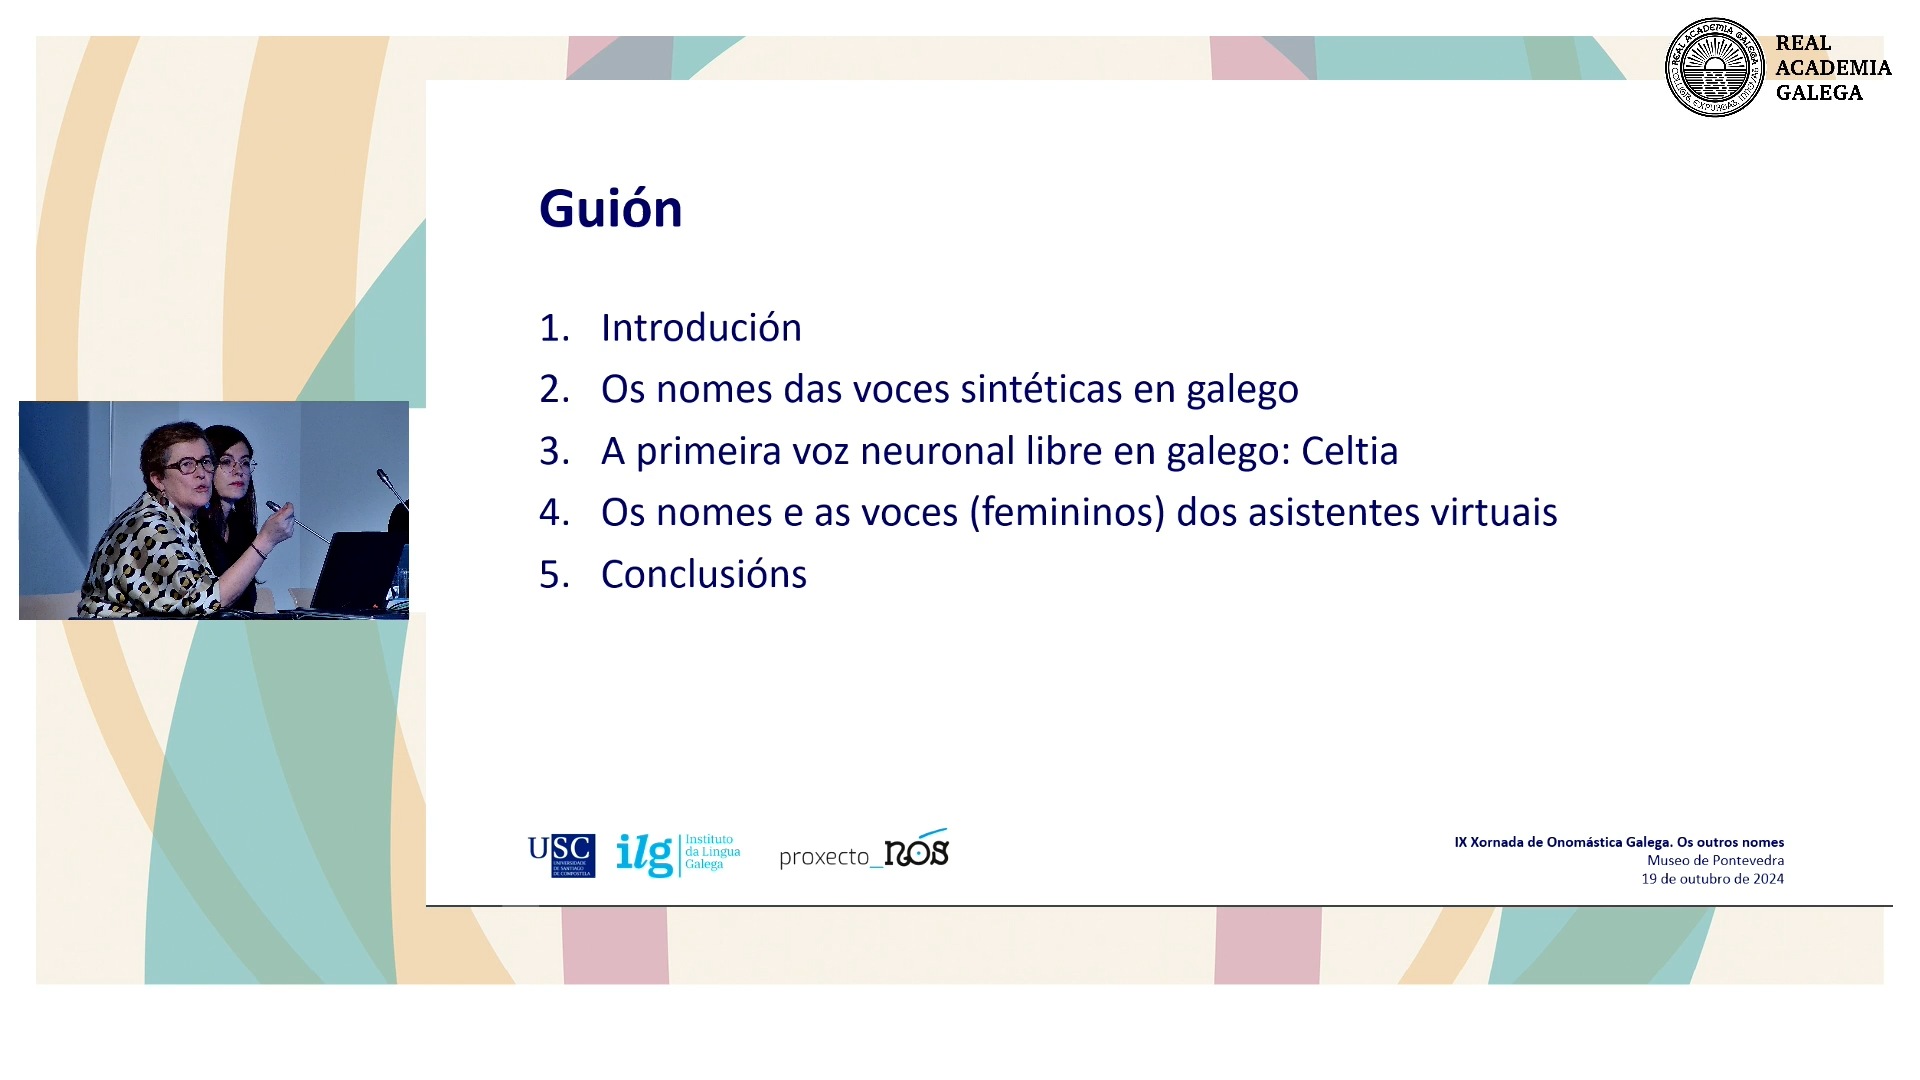 REAL
ACADEMIA
GALEGA
REAL ACADEMIA GALEGA
Guión
1. Introdución
2. Os nomes das voces sintéticas en galego
3. A primeira voz neuronal libre en galego: Celtia
4. Os nomes e as voces (femininos) dos asistentes virtuais
5. Conclusións
USC
UNIVERSIDADE
DE SANTIAGO
DE COMPOSTELA
ilg
Instituto
da Lingua
Galega
proxecto_nós
IX Xornada de Onomástica Galega. Os outros nomes
Museo de Pontevedra
19 de outubro de 2024